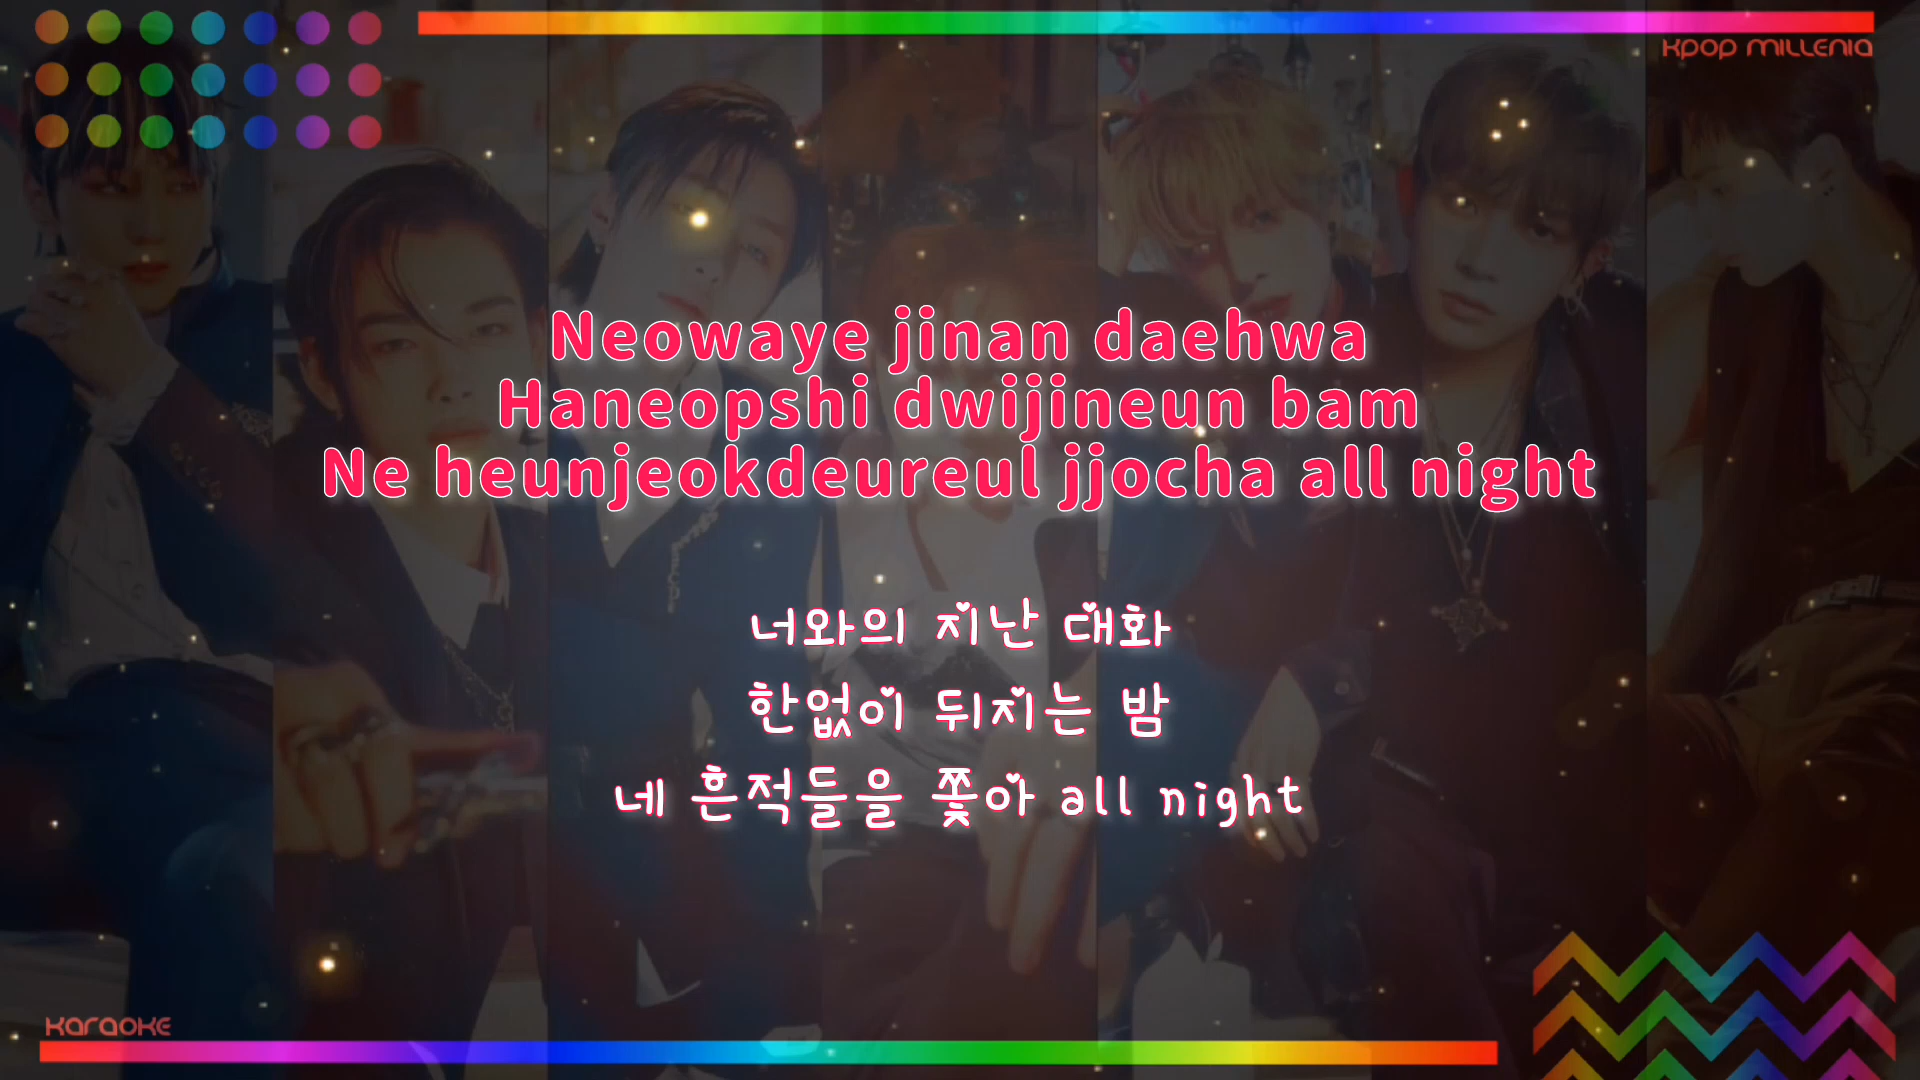 KPOP MILLENIA
Neowaye jinan daehwa
Haneopshi dwijineun bam
Ne heunjeokdeureul jjocha all night
너와의 지난 대화
한없이 뒤지는 밤
네 흔적들을 쫓아 all night
KARAOKE